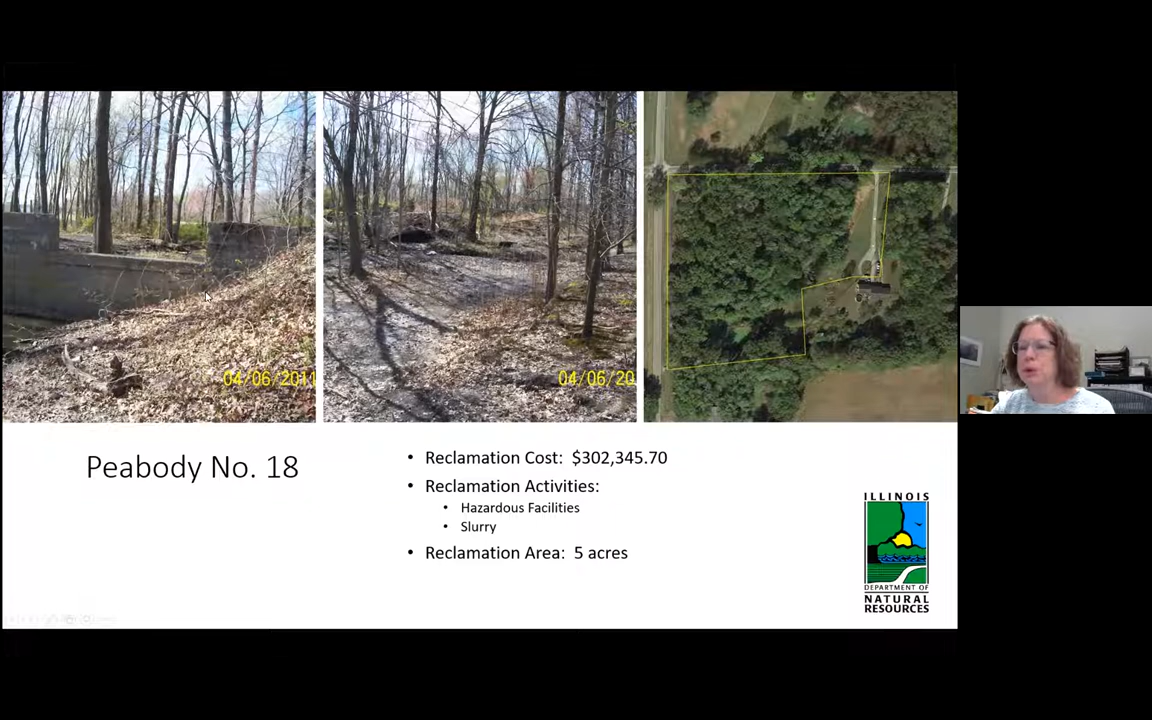 04/06/2011
04/06/20
Peabody No. 18
• Reclamation Cost: $302,345.70
• Reclamation Activities:
• Hazardous Facilities
• Slurry
• Reclamation Area: 5 acres
ILLINOIS
DEPARTMENT OF
NATURAL
RESOURCES